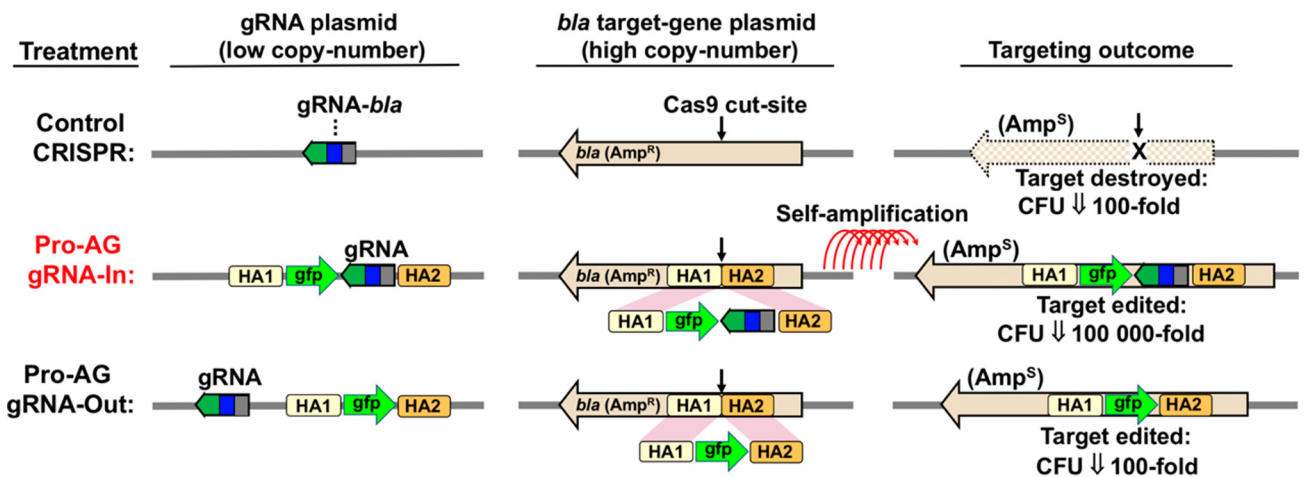 Treatment
gRNA plasmid
(low copy-number)
bla target-gene plasmid
(high copy-number)
Targeting outcome
Control
CRISPR:
gRNA-bla
Cas9 cut-site
bla (AmpR)
(AmpS)
X
Target destroyed:
CFU ⇓ 100-fold
Pro-AG
gRNA-In:
HA1 gfp gRNA HA2
bla (AmpR) HA1 HA2
HA1 gfp HA2
Self-amplification
(AmpS)
HA1 gfp HA2
Target edited:
CFU ⇓ 100 000-fold
Pro-AG
gRNA-Out:
gRNA
HA1 gfp HA2
bla (AmpR) HA1 HA2
HA1 gfp HA2
(AmpS)
HA1 gfp HA2
Target edited:
CFU ⇓ 100-fold